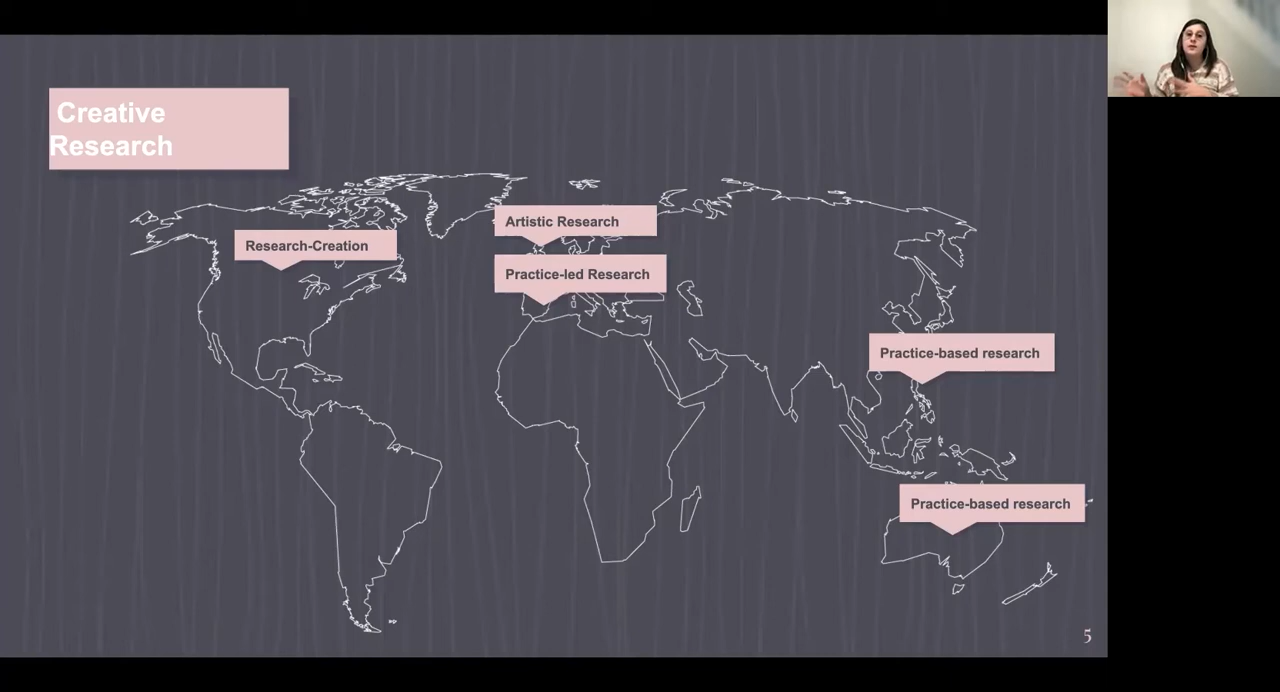 Creative
Research
Artistic Research
Research-Creation
Practice-led Research
Practice-based research
Practice-based research
5